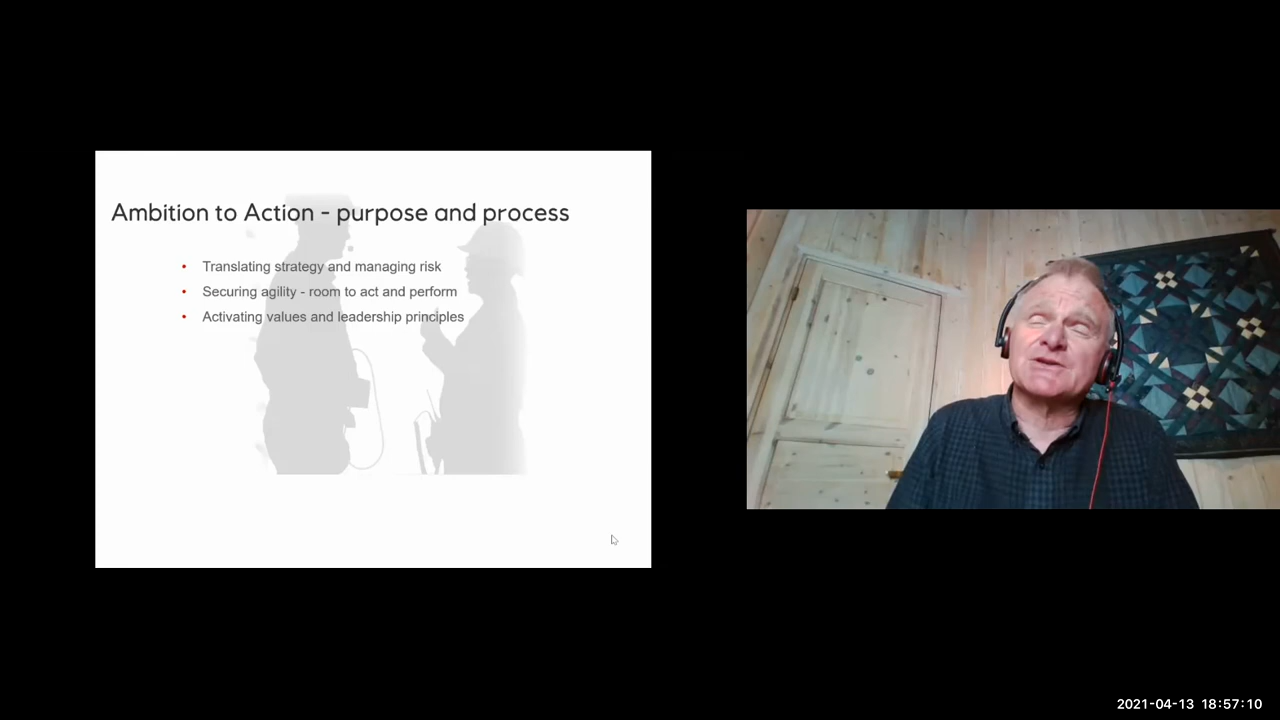 Ambition to Action - purpose and process
• Translating strategy and managing risk
• Securing agility - room to act and perform
• Activating values and leadership principles
2021-04-13 18:57:10